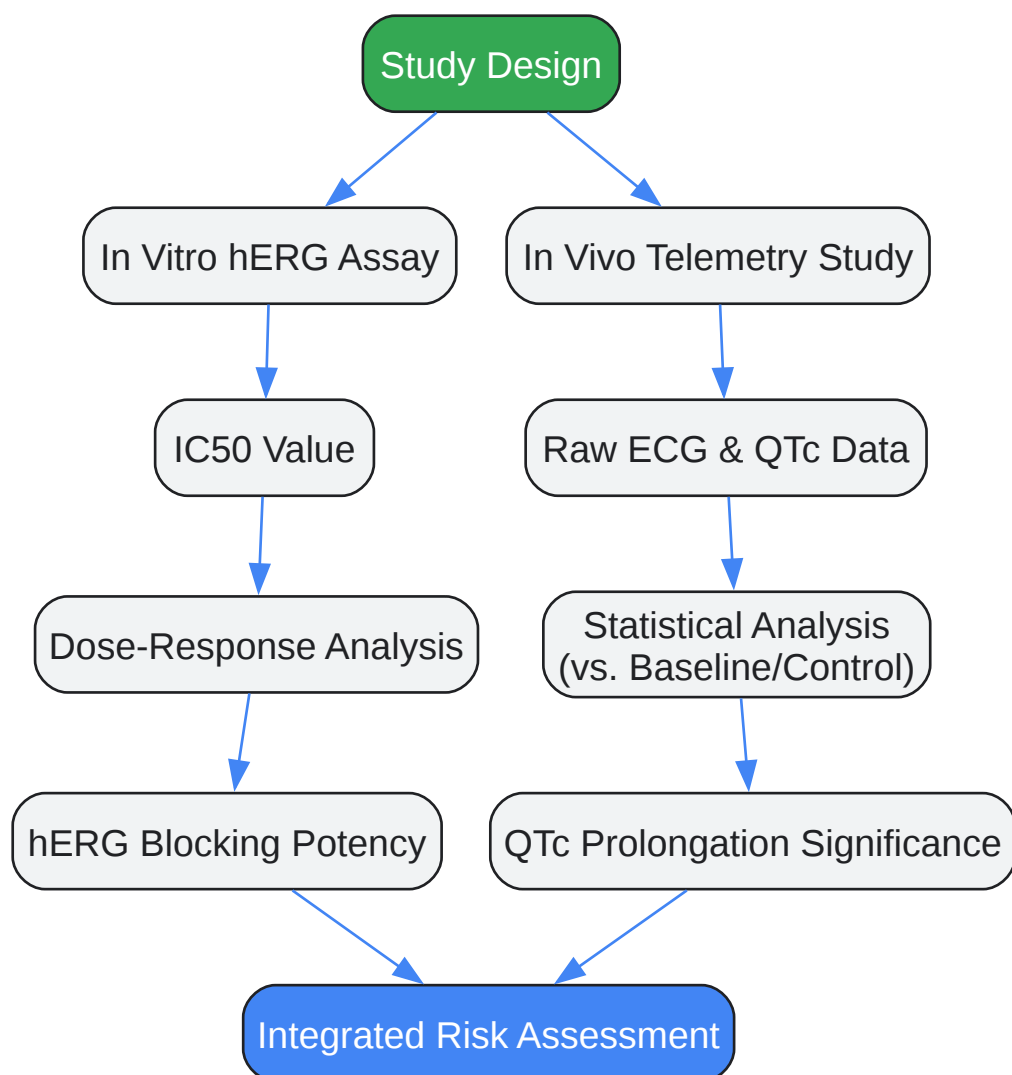 Study Design
In Vitro hERG Assay
In Vivo Telemetry Study
IC50 Value
Raw ECG & QTc Data
Dose-Response Analysis
Statistical Analysis
(vs. Baseline/Control)
hERG Blocking Potency
QTc Prolongation Significance
Integrated Risk Assessment